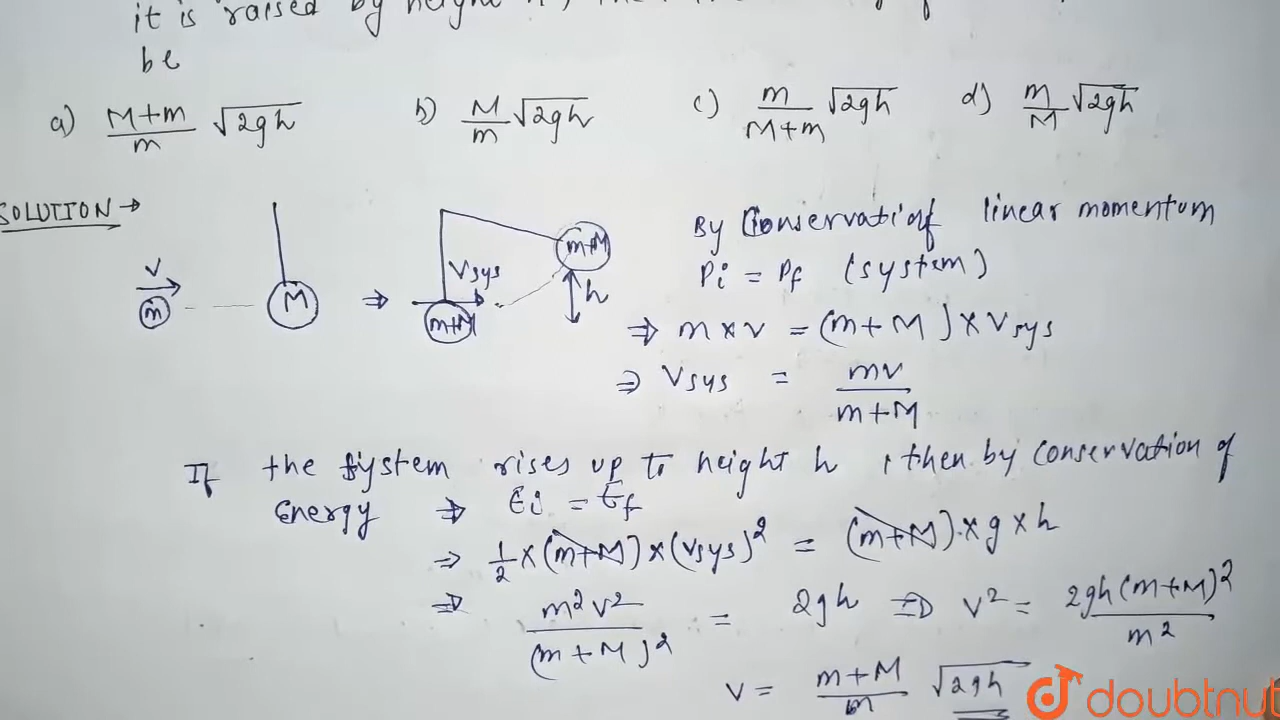 it is raised by height h, the
be
a) M+m/m √2gh b) M/m √2gh c) m/M+m √2gh d) m/M √2gh
SOLUTION →
V
m
M
⇒
Vsys
m+M
m+M
h
By Conservation of linear momentum
Pi = Pf (system)
⇒ m x v = (m+M) x Vsys
⇒ Vsys = mv/m+M
If the system rises up to height h, then by conservation of
Energy ⇒ Ei = Ef
⇒ 1/2 x (m+M) x (Vsys)² = (m+M) x g x h
⇒ m²v²/(m+M)² = 2gh ⇒ V² = 2gh(m+M)²/m²
V = m+M/m √2gh
doubtnut